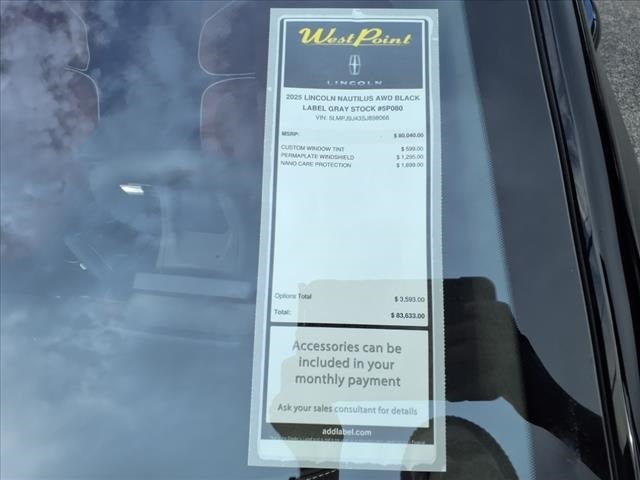 WestPoint
LINCOLN
2025 LINCOLN NAUTILUS AWD BLACK
LABEL GRAY STOCK #5P080
VIN: 5LMPJ9J43SJ898066
MSRP: $ 80,040.00
CUSTOM WINDOW TINT $ 599.00
PERMAPLATE WINDSHIELD $ 1,295.00
NANO CARE PROTECTION $ 1,699.00
Options Total $ 3,593.00
Total: $ 83,633.00
Accessories can be
included in your
monthly payment
Ask your sales consultant for details
addlabel.com